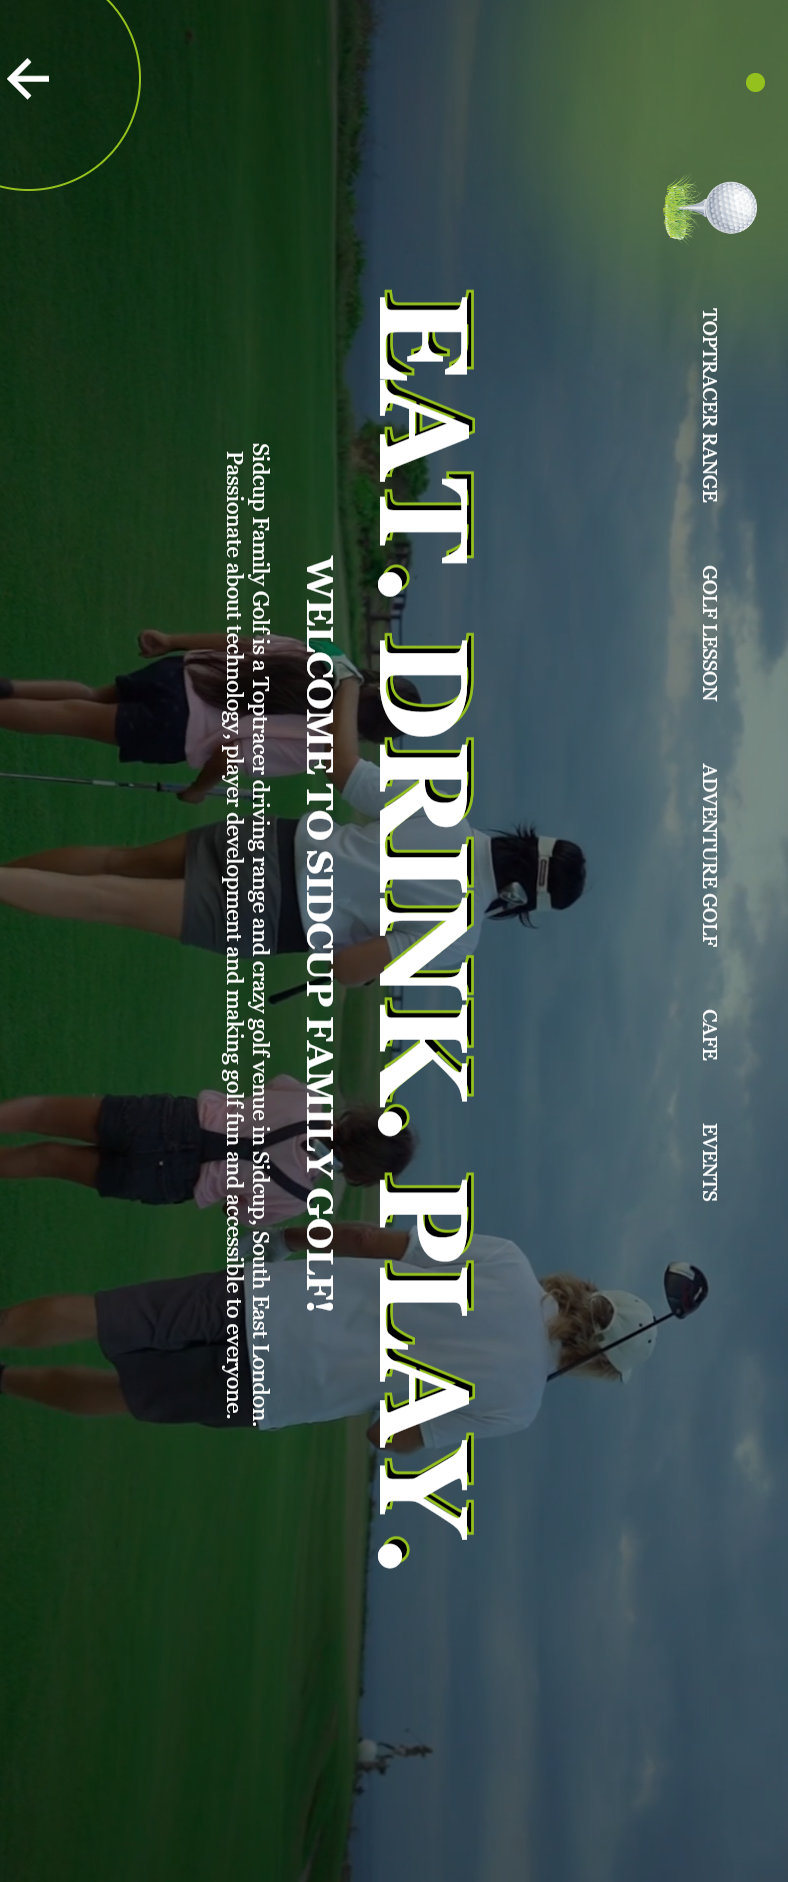 TOPTRACER RANGE GOLF LESSON ADVENTURE GOLF CAFE EVENTS
EAT. DRINK. PLAY.
WELCOME TO SIDCUP FAMILY GOLF!
Sidcup Family Golf is a Toptracer driving range and crazy golf venue in Sidcup, South East London.
Passionate about technology, player development and making golf fun and accessible to everyone.